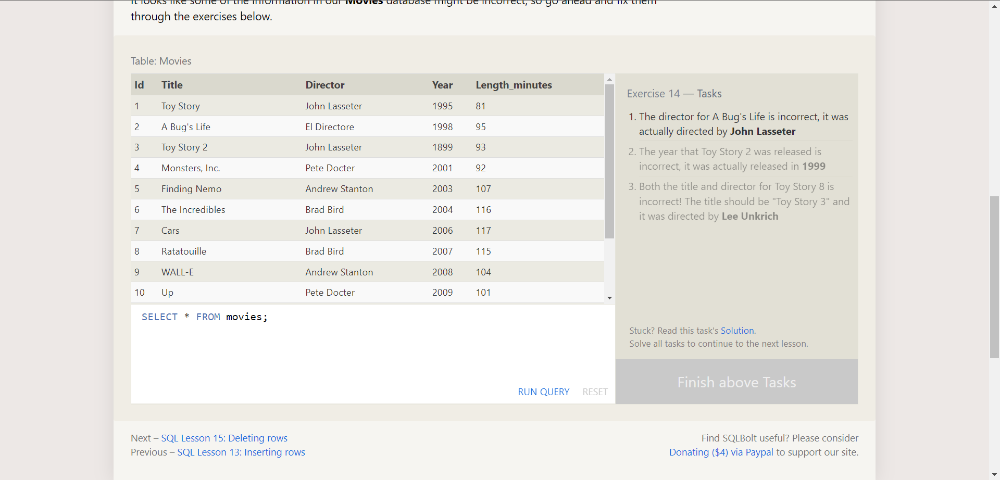 It looks like some of the information in our Movies database might be incorrect, so go ahead and fix them
through the exercises below.
Table: Movies
Id Title Director Year Length_minutes
1 Toy Story John Lasseter 1995 81
2 A Bug's Life El Directore 1998 95
3 Toy Story 2 John Lasseter 1899 93
4 Monsters, Inc. Pete Docter 2001 92
5 Finding Nemo Andrew Stanton 2003 107
6 The Incredibles Brad Bird 2004 116
7 Cars John Lasseter 2006 117
8 Ratatouille Brad Bird 2007 115
9 WALL-E Andrew Stanton 2008 104
10 Up Pete Docter 2009 101
SELECT * FROM movies;
RUN QUERY RESET
Exercise 14 — Tasks
1. The director for A Bug's Life is incorrect, it was
actually directed by John Lasseter
2. The year that Toy Story 2 was released is
incorrect, it was actually released in 1999
3. Both the title and director for Toy Story 8 is
incorrect! The title should be "Toy Story 3" and
it was directed by Lee Unkrich
Stuck? Read this task's Solution.
Solve all tasks to continue to the next lesson.
Finish above Tasks
Next – SQL Lesson 15: Deleting rows
Previous – SQL Lesson 13: Inserting rows
Find SQLBolt useful? Please consider
Donating ($4) via Paypal to support our site.